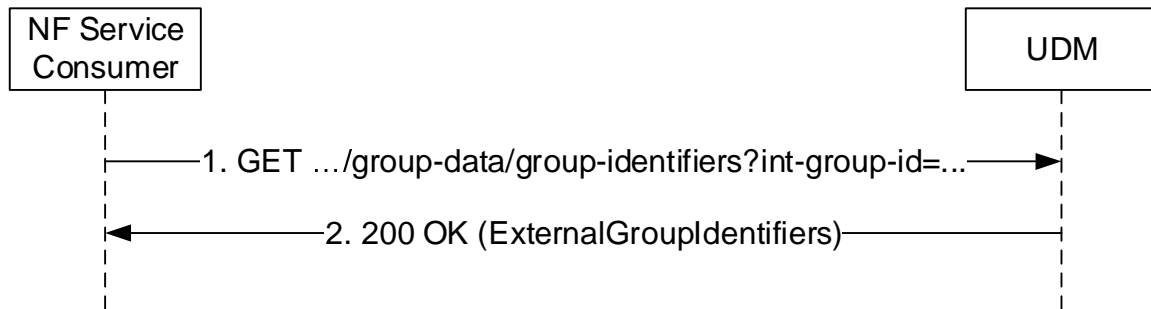 NF Service
Consumer
UDM
1. GET …/group-data/group-identifiers?int-group-id=...
2. 200 OK (ExternalGroupIdentifiers)